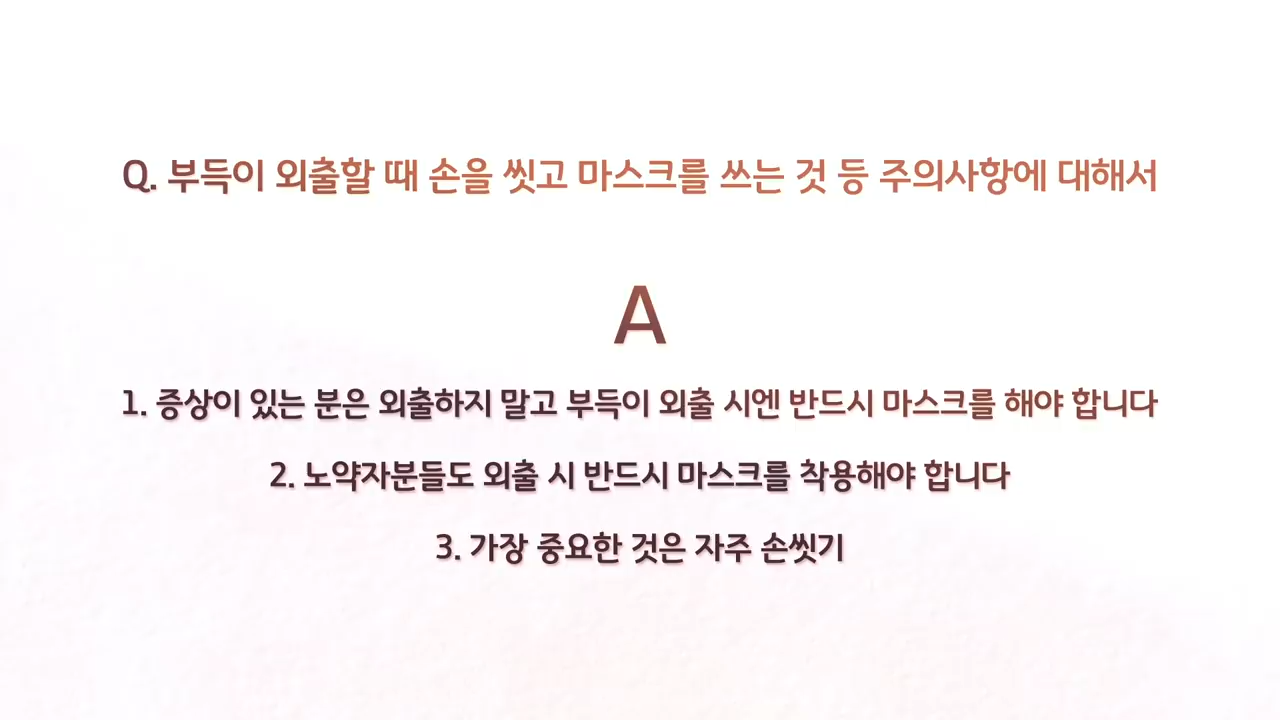 Q. 부득이 외출할 때 손을 씻고 마스크를 쓰는 것 등 주의사항에 대해서
A
1. 증상이 있는 분은 외출하지 말고 부득이 외출 시엔 반드시 마스크를 해야 합니다
2. 노약자분들도 외출 시 반드시 마스크를 착용해야 합니다
3. 가장 중요한 것은 자주 손씻기